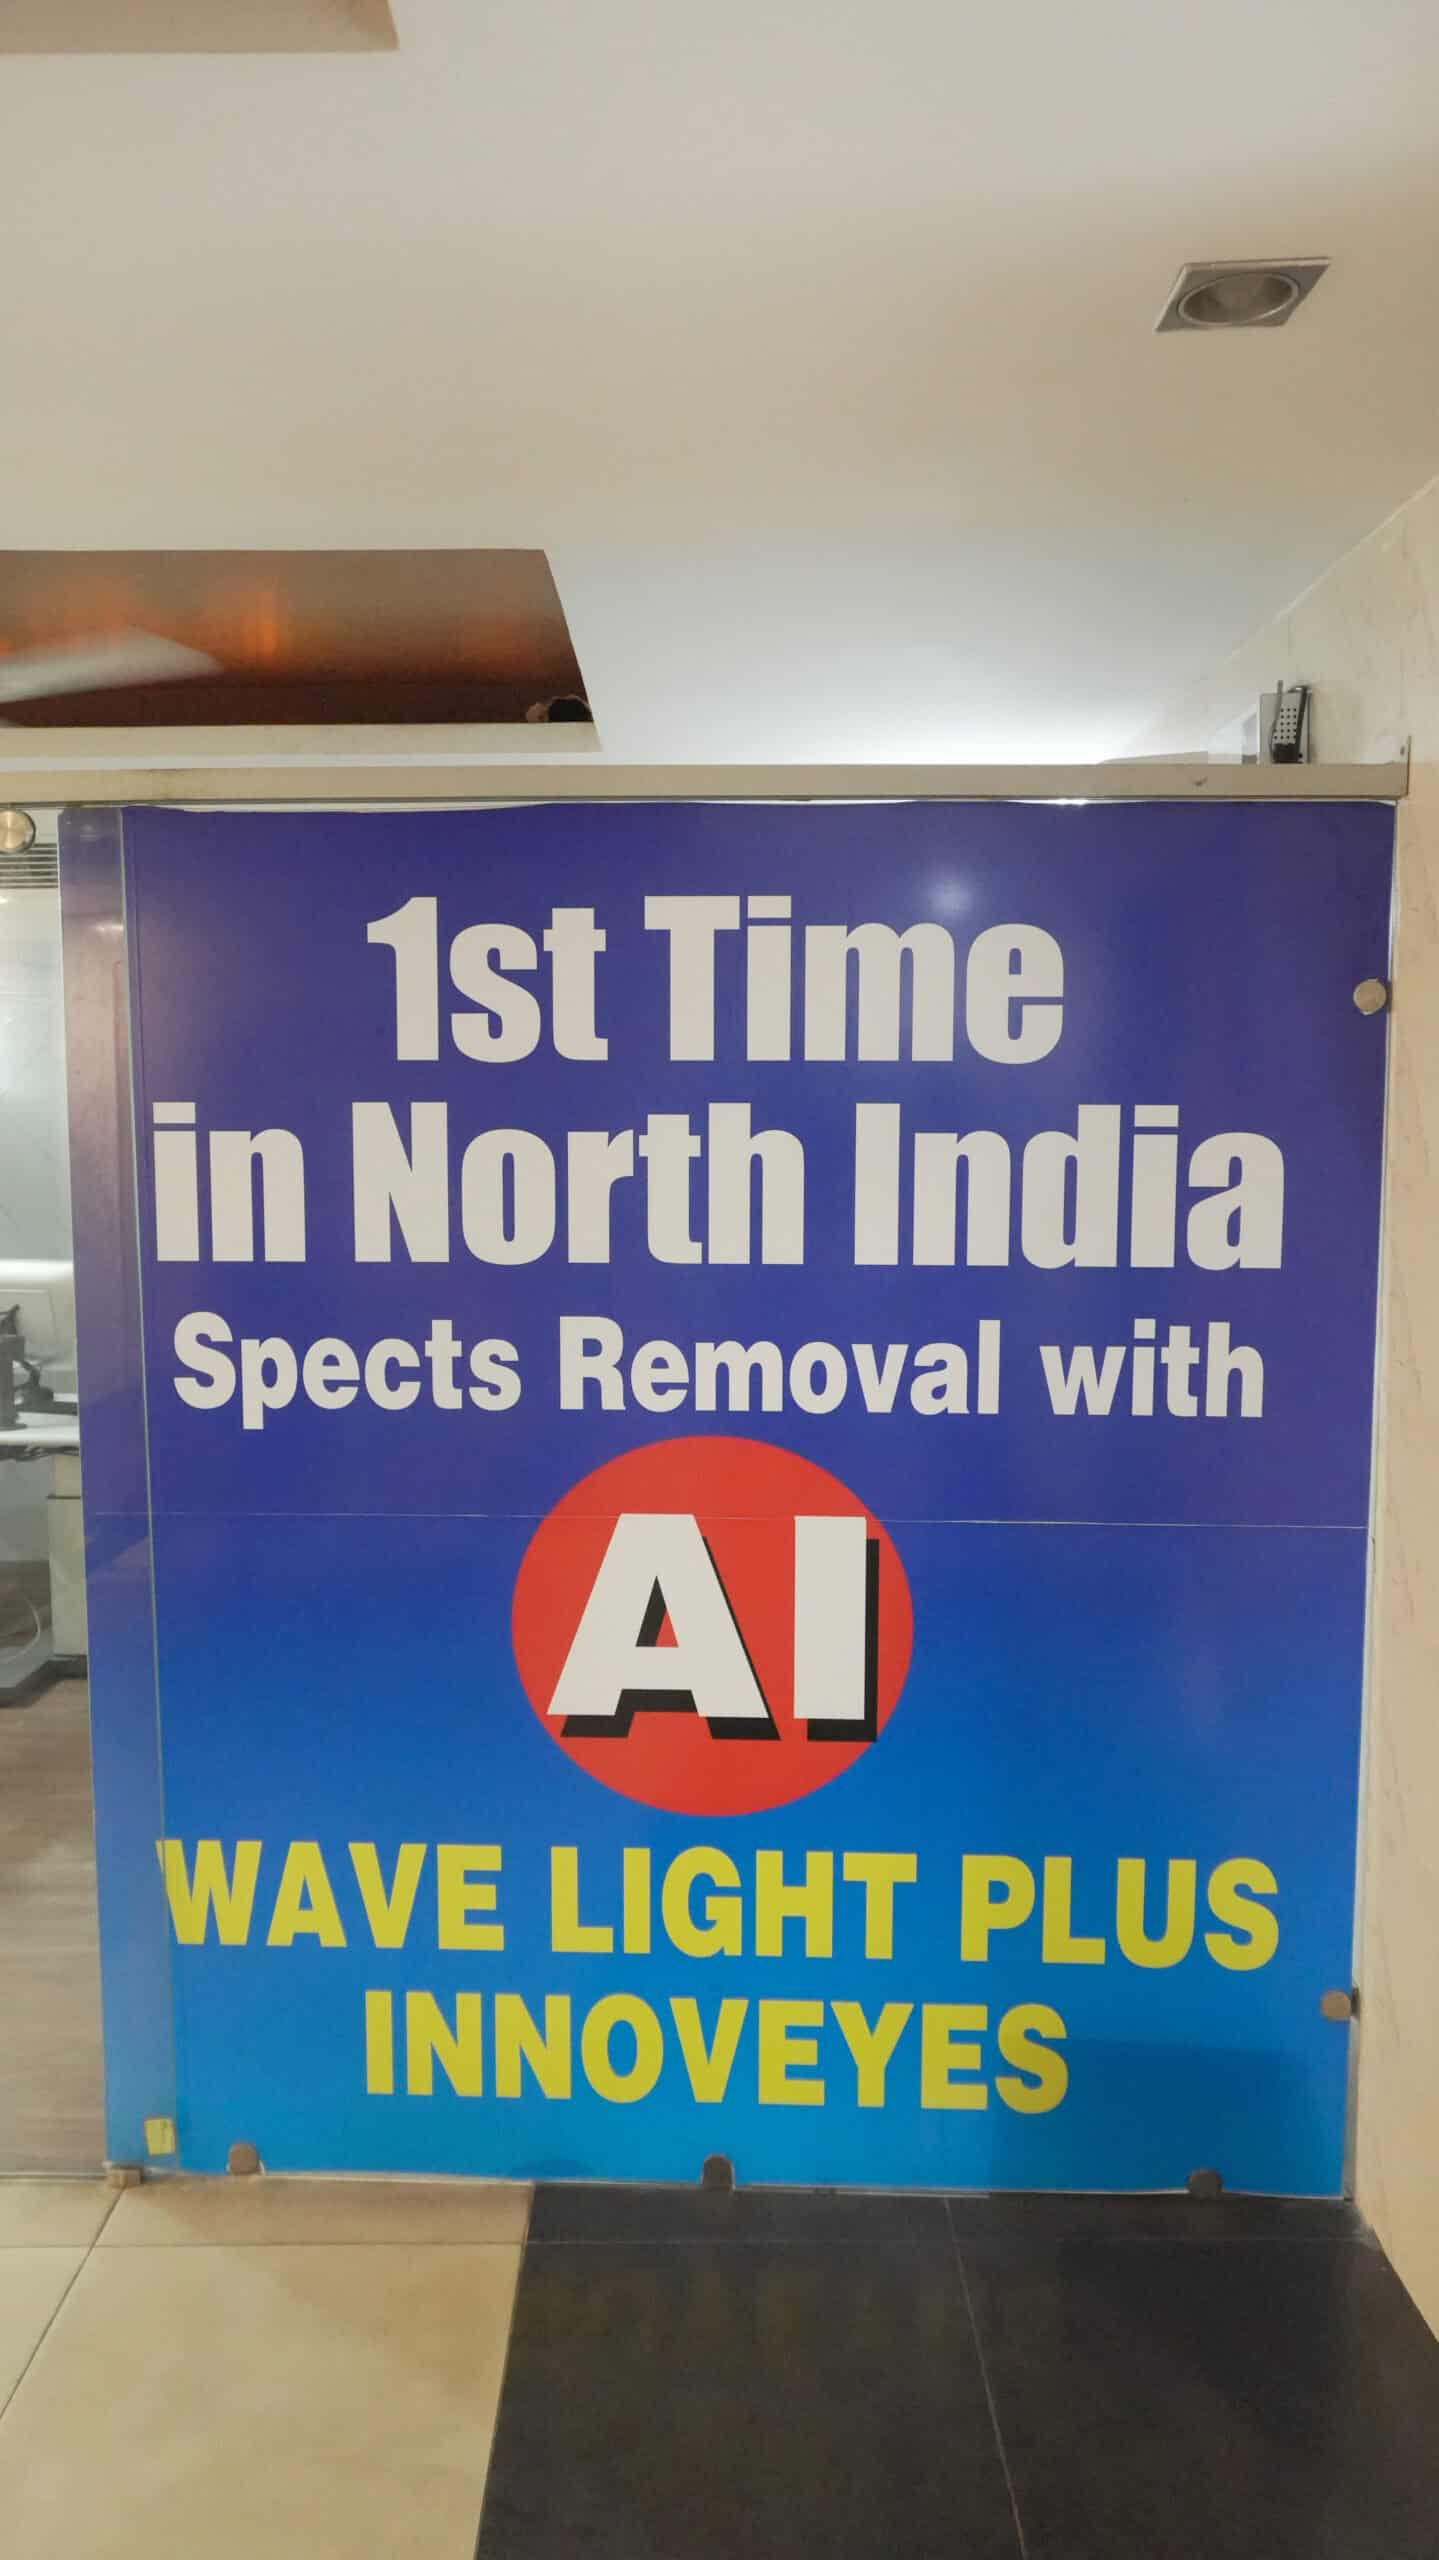 1st Time
in North India
Spects Removal with
AI
WAVE LIGHT PLUS
INNOVEYES